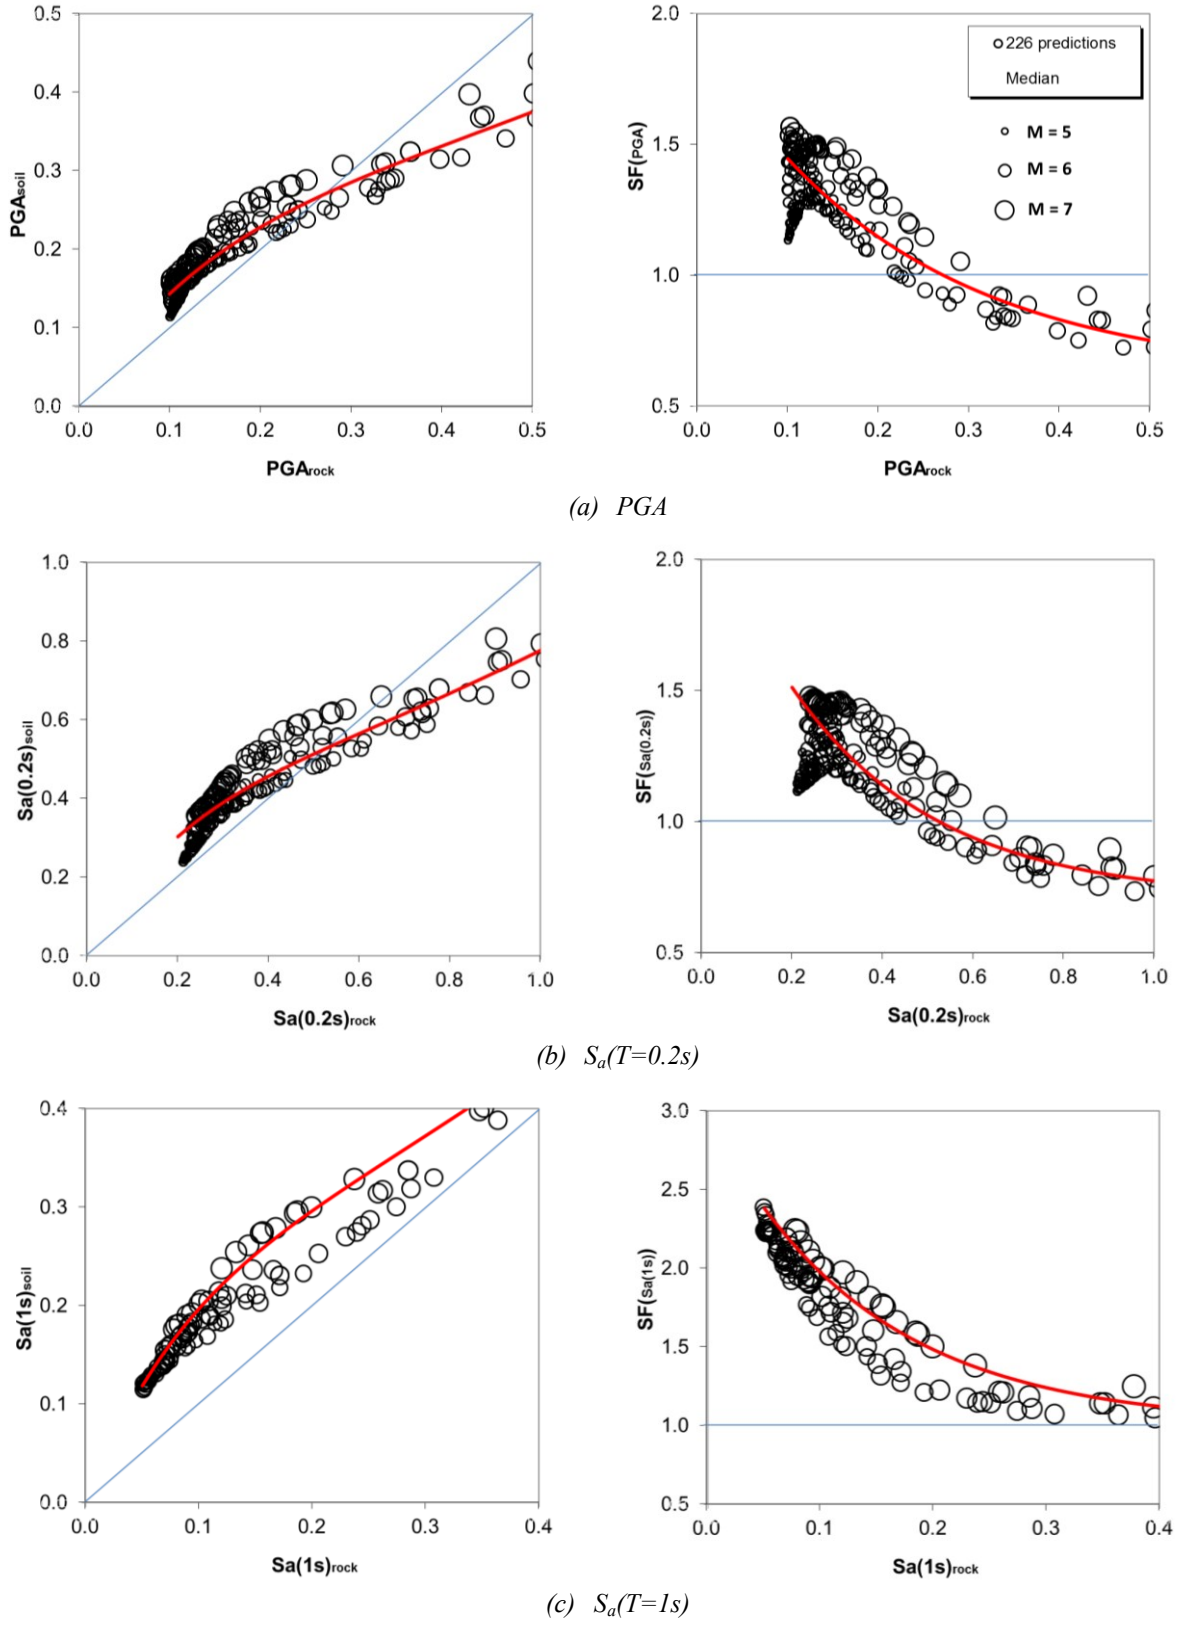 0.5
0.4
0.3
0.2
0.1
0.0
PGAsoil
0.0 0.1 0.2 0.3 0.4 0.5
PGArock
2.0
1.5
1.0
0.5
SF(PGA)
226 predictions
Median
M = 5
M = 6
M = 7
0.0 0.1 0.2 0.3 0.4 0.5
PGArock
(a) PGA
1.0
0.8
0.6
0.4
0.2
0.0
Sa(0.2s)soil
0.0 0.2 0.4 0.6 0.8 1.0
Sa(0.2s)rock
2.0
1.5
1.0
0.5
SF(Sa(0.2s))
0.0 0.2 0.4 0.6 0.8 1.0
Sa(0.2s)rock
(b) Sa(T=0.2s)
0.4
0.3
0.2
0.1
0.0
Sa(1s)soil
0.0 0.1 0.2 0.3 0.4
Sa(1s)rock
3.0
2.5
2.0
1.5
1.0
0.5
SF(Sa(1s))
0.0 0.1 0.2 0.3 0.4
Sa(1s)rock
(c) Sa(T=1s)